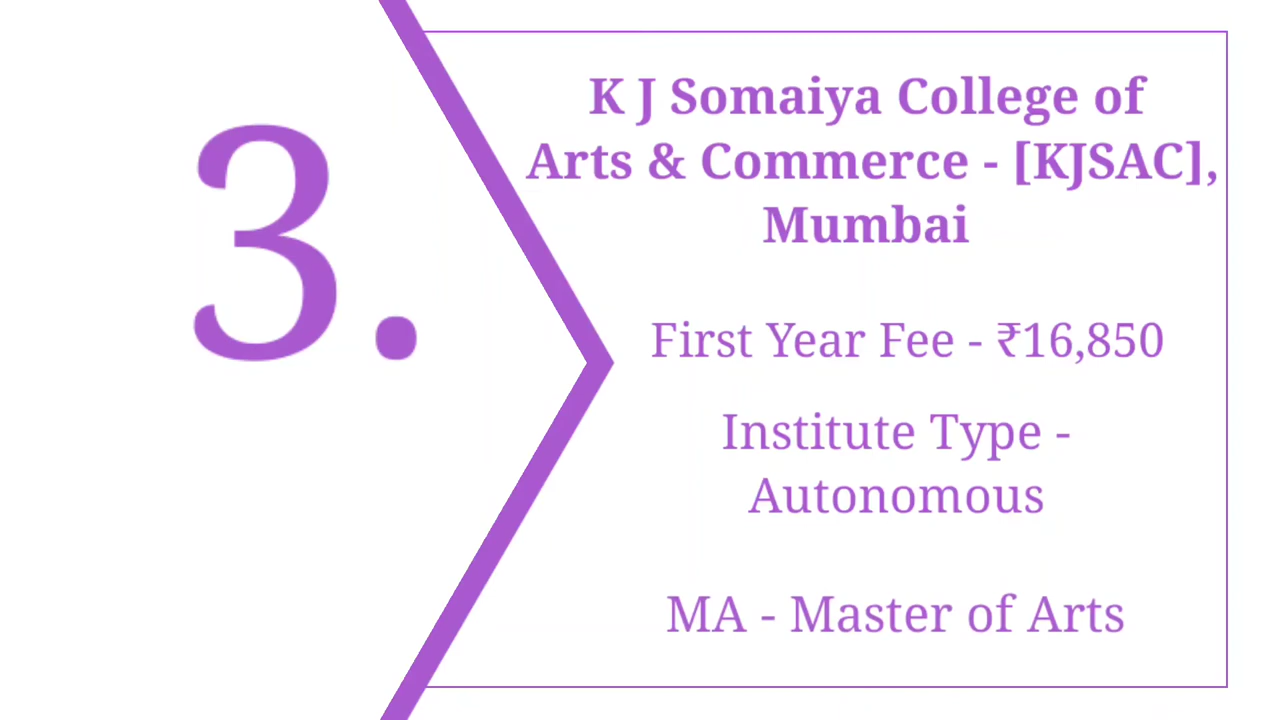 3.
K J Somaiya College of
Arts & Commerce - [KJSAC],
Mumbai
First Year Fee - ₹16,850
Institute Type -
Autonomous
MA - Master of Arts